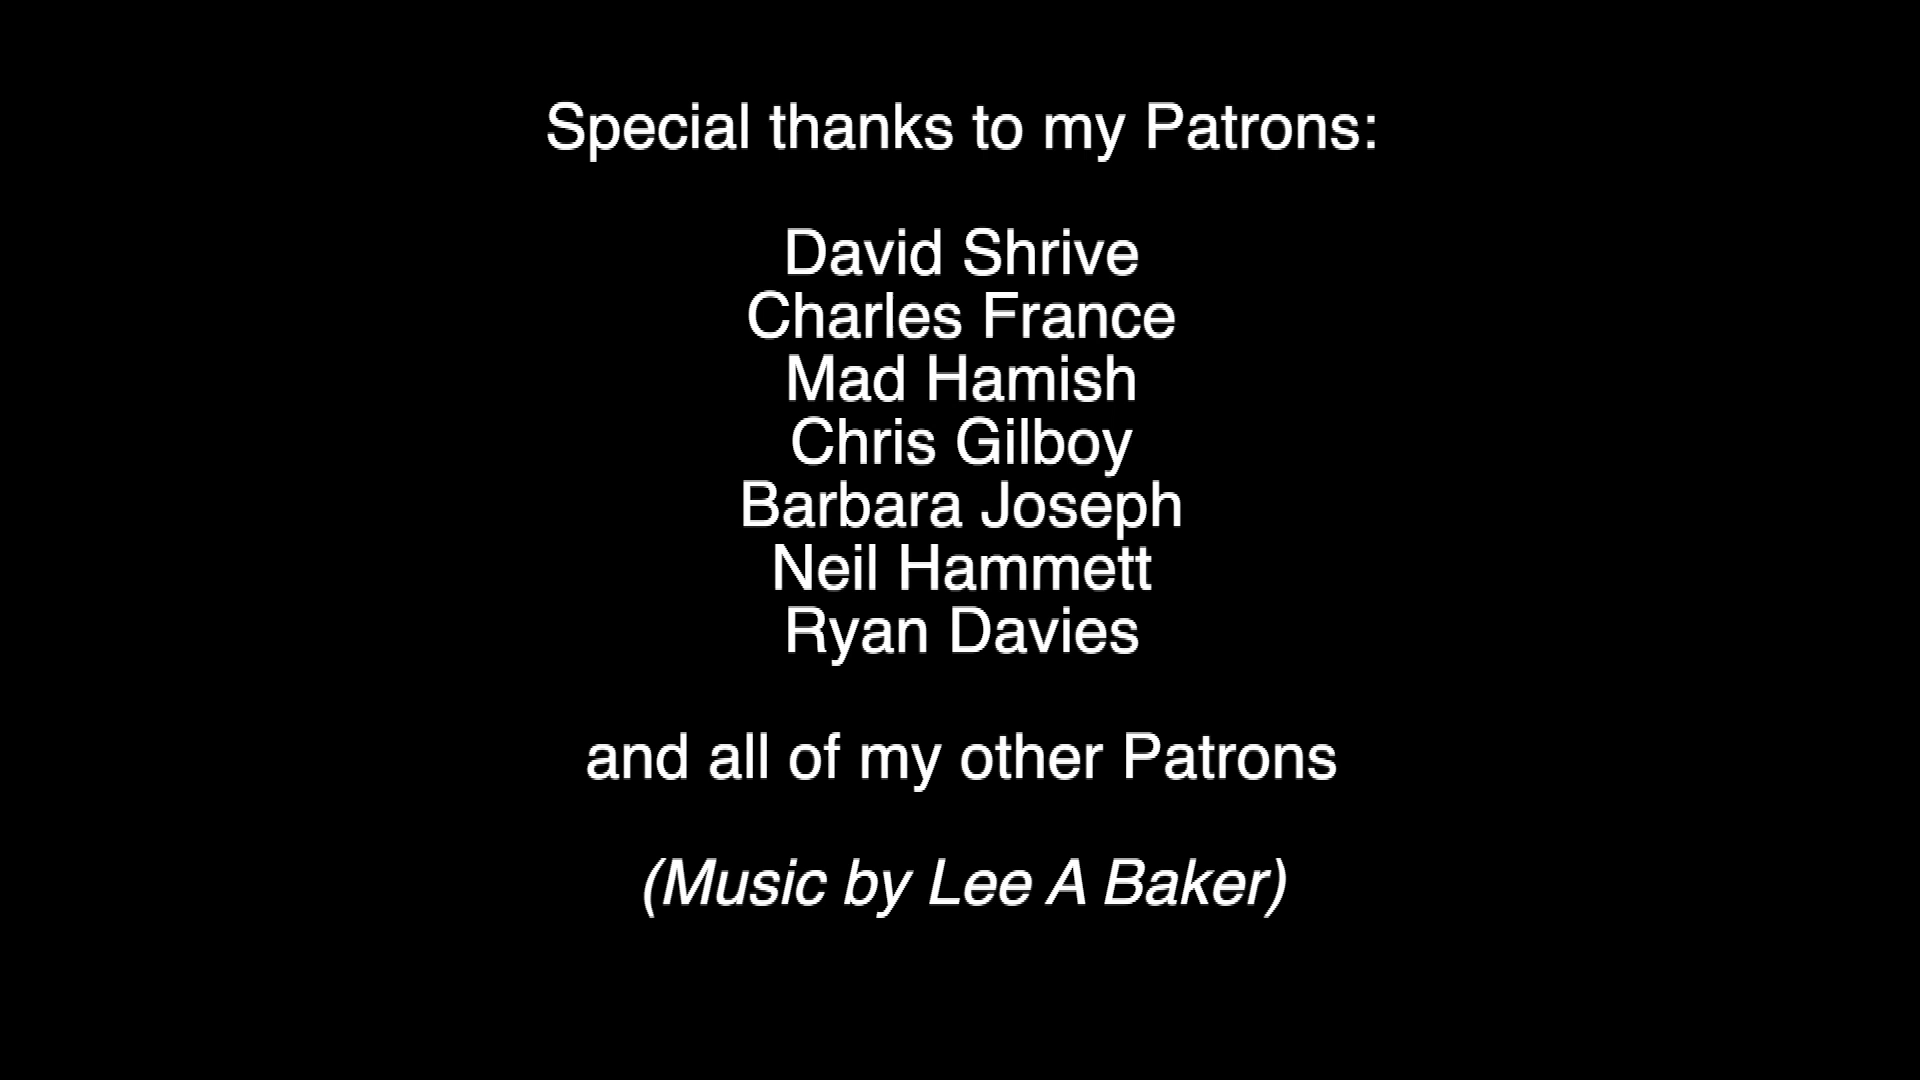 Special thanks to my Patrons:
David Shrive
Charles France
Mad Hamish
Chris Gilboy
Barbara Joseph
Neil Hammett
Ryan Davies
and all of my other Patrons
(Music by Lee A Baker)